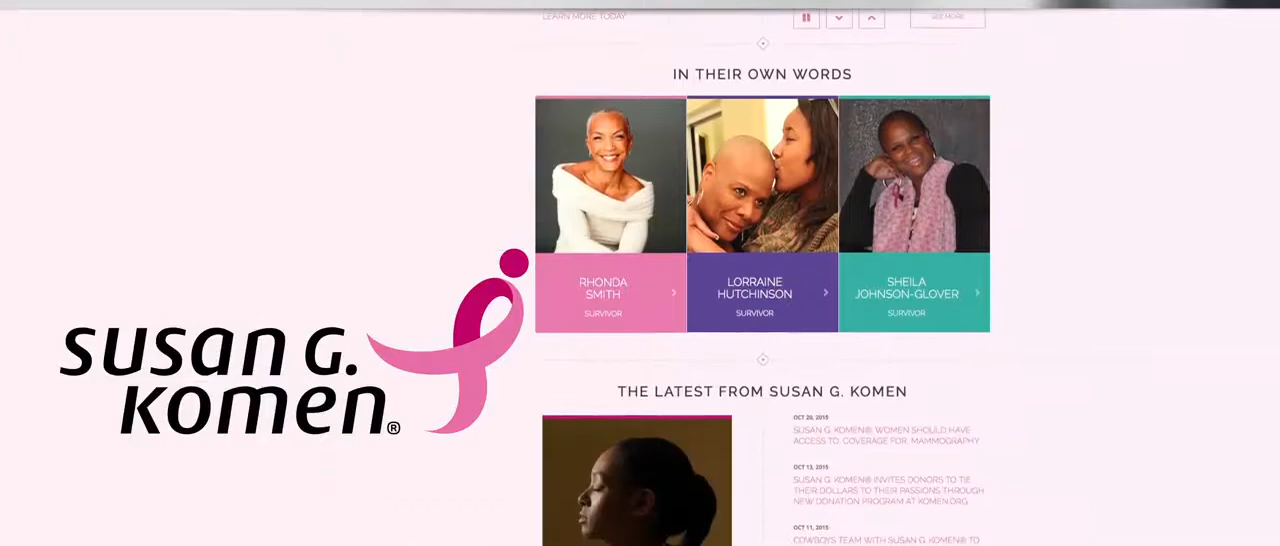 LEARN MORE TODAY
SEE MORE
IN THEIR OWN WORDS
RHONDA
SMITH
SURVIVOR
LORRAINE
HUTCHINSON
SURVIVOR
SHEILA
JOHNSON-GLOVER
SURVIVOR
susan G.
komen®
THE LATEST FROM SUSAN G. KOMEN
OCT 20, 2015
SUSAN G. KOMEN® WOMEN SHOULD HAVE
ACCESS TO, COVERAGE FOR, MAMMOGRAPHY
OCT 13, 2015
SUSAN G. KOMEN® INVITES DONORS TO TIE
THEIR DOLLARS TO THEIR PASSIONS THROUGH
NEW DONATION PROGRAM AT KOMEN.ORG
OCT 11, 2015
COWBOYS TEAM WITH SUSAN G. KOMEN® TO